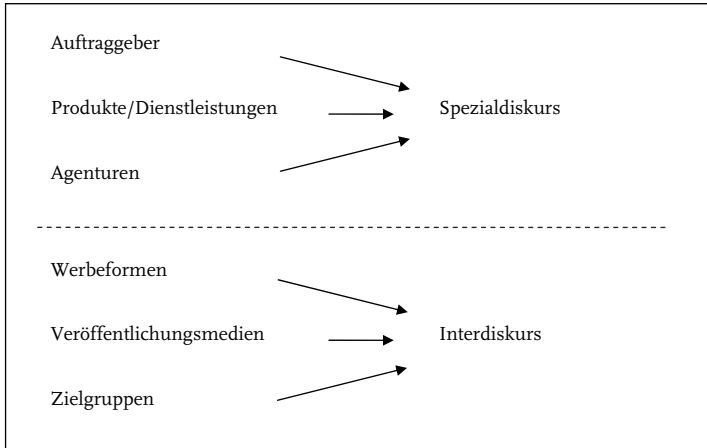 Auftraggeber
Produkte/Dienstleistungen
Spezialdiskurs
Agenturen
Werbeformen
Veröffentlichungsmedien
Interdiskurs
Zielgruppen